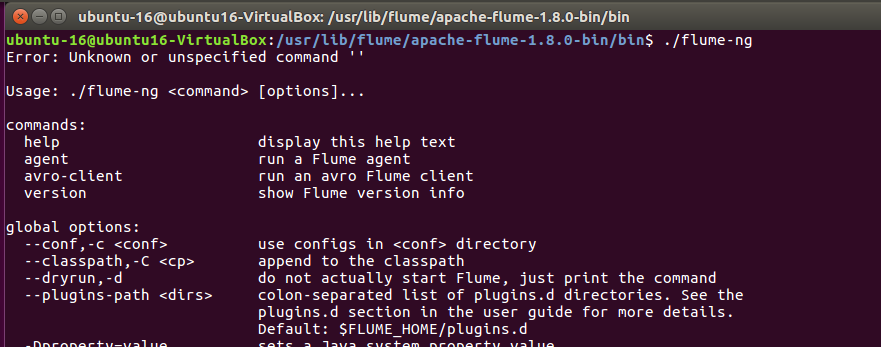 ubuntu-16@ubuntu16-VirtualBox: /usr/lib/flume/apache-flume-1.8.0-bin/bin
ubuntu-16@ubuntu16-VirtualBox:/usr/lib/flume/apache-flume-1.8.0-bin/bin$ ./flume-ng
Error: Unknown or unspecified command ''
Usage: ./flume-ng <command> [options]...
commands:
help display this help text
agent run a Flume agent
avro-client run an avro Flume client
version show Flume version info
global options:
--conf,-c <conf> use configs in <conf> directory
--classpath,-C <cp> append to the classpath
--dryrun,-d do not actually start Flume, just print the command
--plugins-path <dirs> colon-separated list of plugins.d directories. See the
plugins.d section in the user guide for more details.
Default: $FLUME_HOME/plugins.d
-Dproperty=value sets a Java system property value